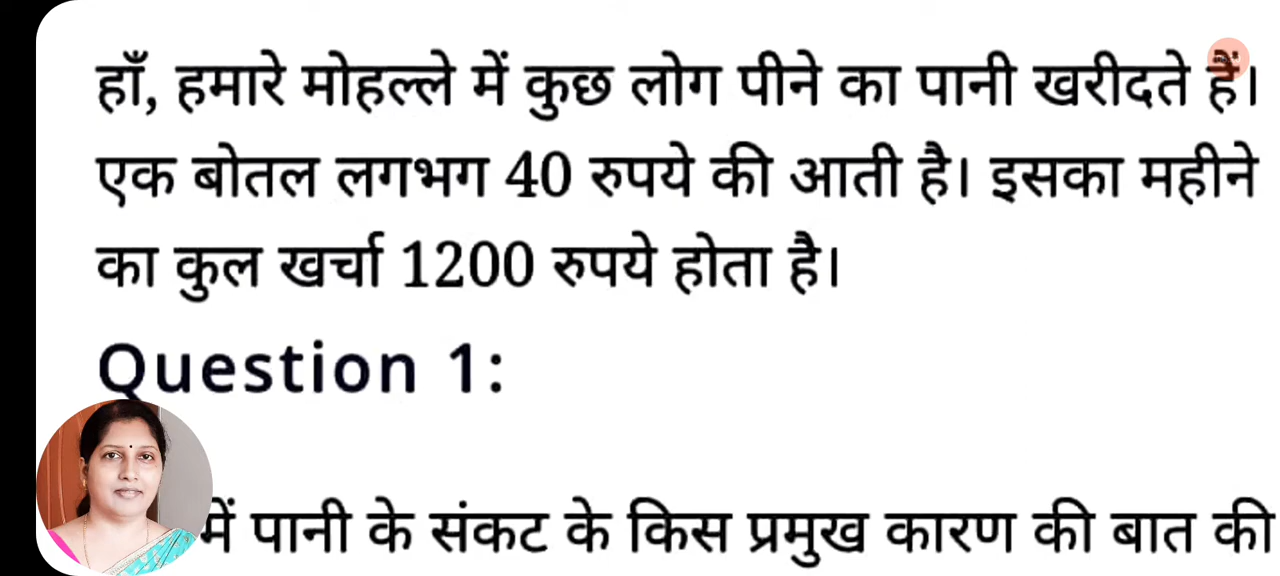 हाँ, हमारे मोहल्ले में कुछ लोग पीने का पानी खरीदते हैं।
एक बोतल लगभग 40 रुपये की आती है। इसका महीने
का कुल खर्चा 1200 रुपये होता है।
Question 1:
में पानी के संकट के किस प्रमुख कारण की बात की